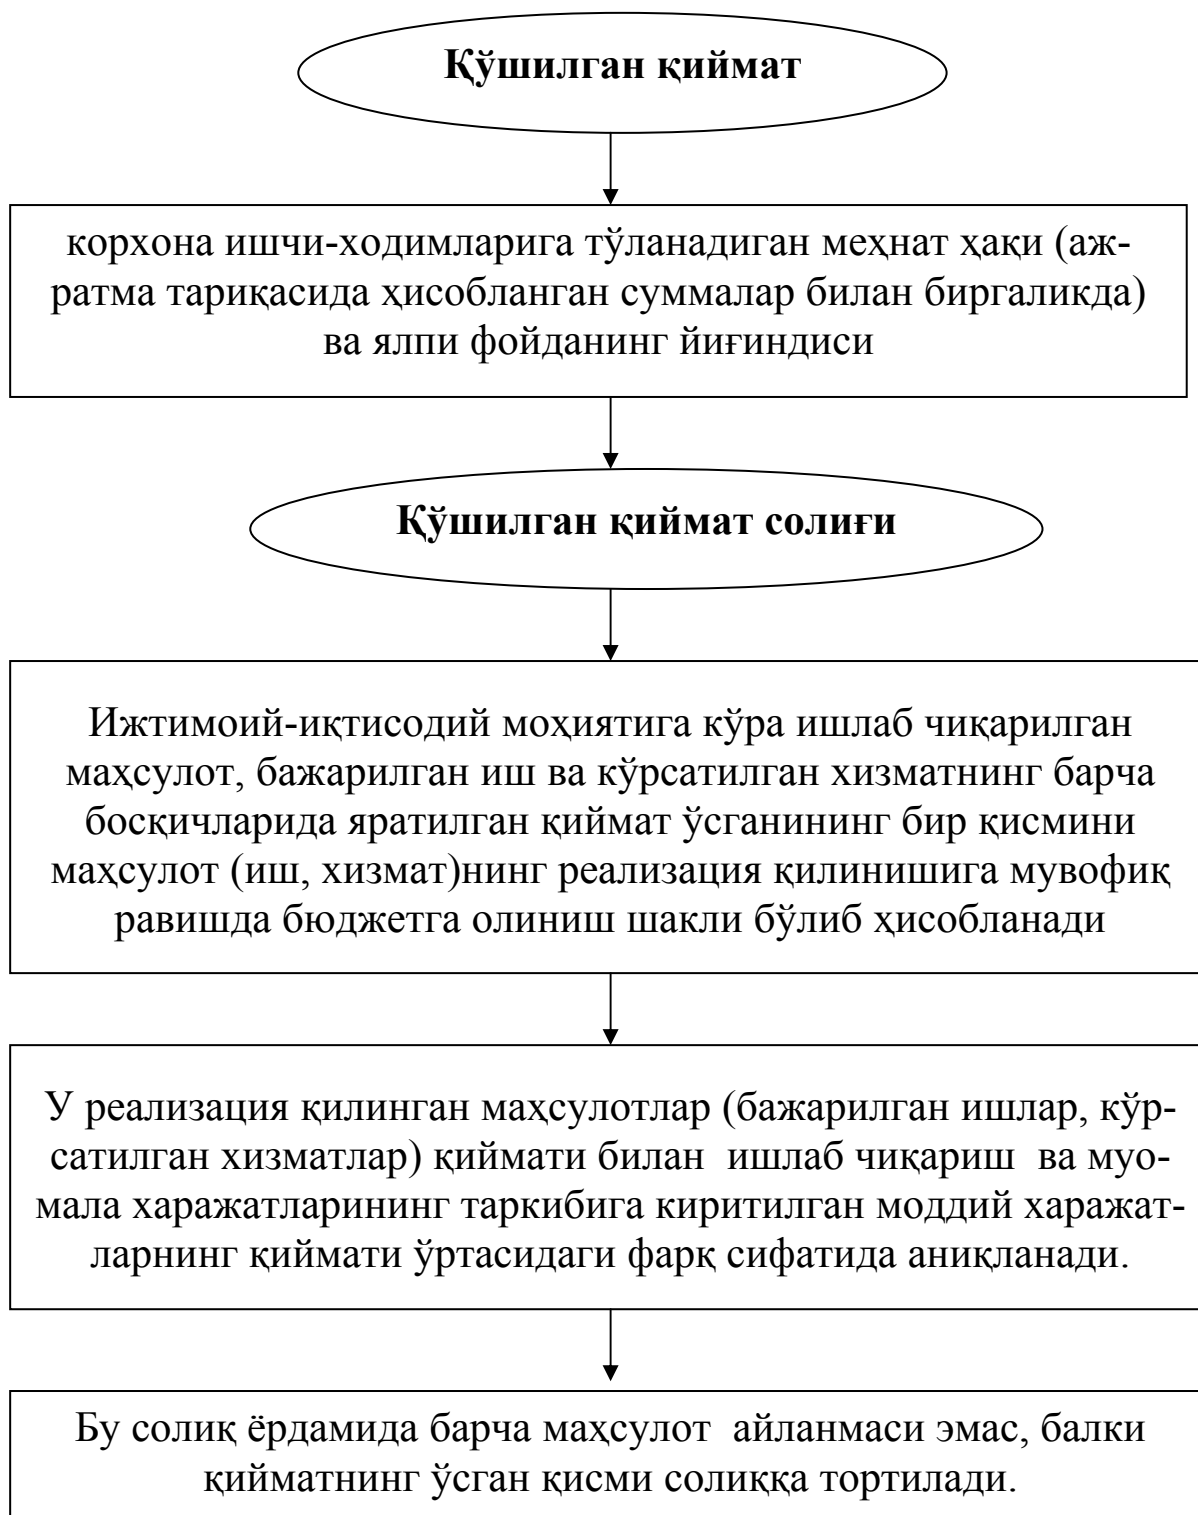 Қўшилган қиймат
корхона ишчи-ходимларига тўланадиган меҳнат ҳақи (аж-
ратма тариқасида ҳисобланган суммалар билан биргаликда)
ва ялпи фойданинг йиғиндиси
Қўшилган қиймат солиғи
Ижтимоий-иқтисодий моҳиятига кўра ишлаб чиқарилган
маҳсулот, бажарилган иш ва кўрсатилган хизматнинг барча
босқичларида яратилган қиймат ўсганининг бир қисмини
маҳсулот (иш, хизмат)нинг реализация қилинишига мувофиқ
равишда бюджетга олиниш шакли бўлиб ҳисобланади
У реализация қилинган маҳсулотлар (бажарилган ишлар, кўр-
сатилган хизматлар) қиймати билан  ишлаб чиқариш  ва муо-
мала харажатларининг таркибига киритилган моддий харажат-
ларнинг қиймати ўртасидаги фарқ сифатида аниқланади.
Бу солиқ ёрдамида барча маҳсулот  айланмаси эмас, балки
қийматнинг ўсган қисми солиққа тортилади.